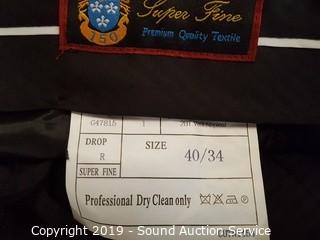 150
Super Fine
Premium Quality Textile
G47815 1
DROP SIZE
R 40/34
SUPER FINE
Professional Dry Clean only
Copyright 2019 - Sound Auction Service